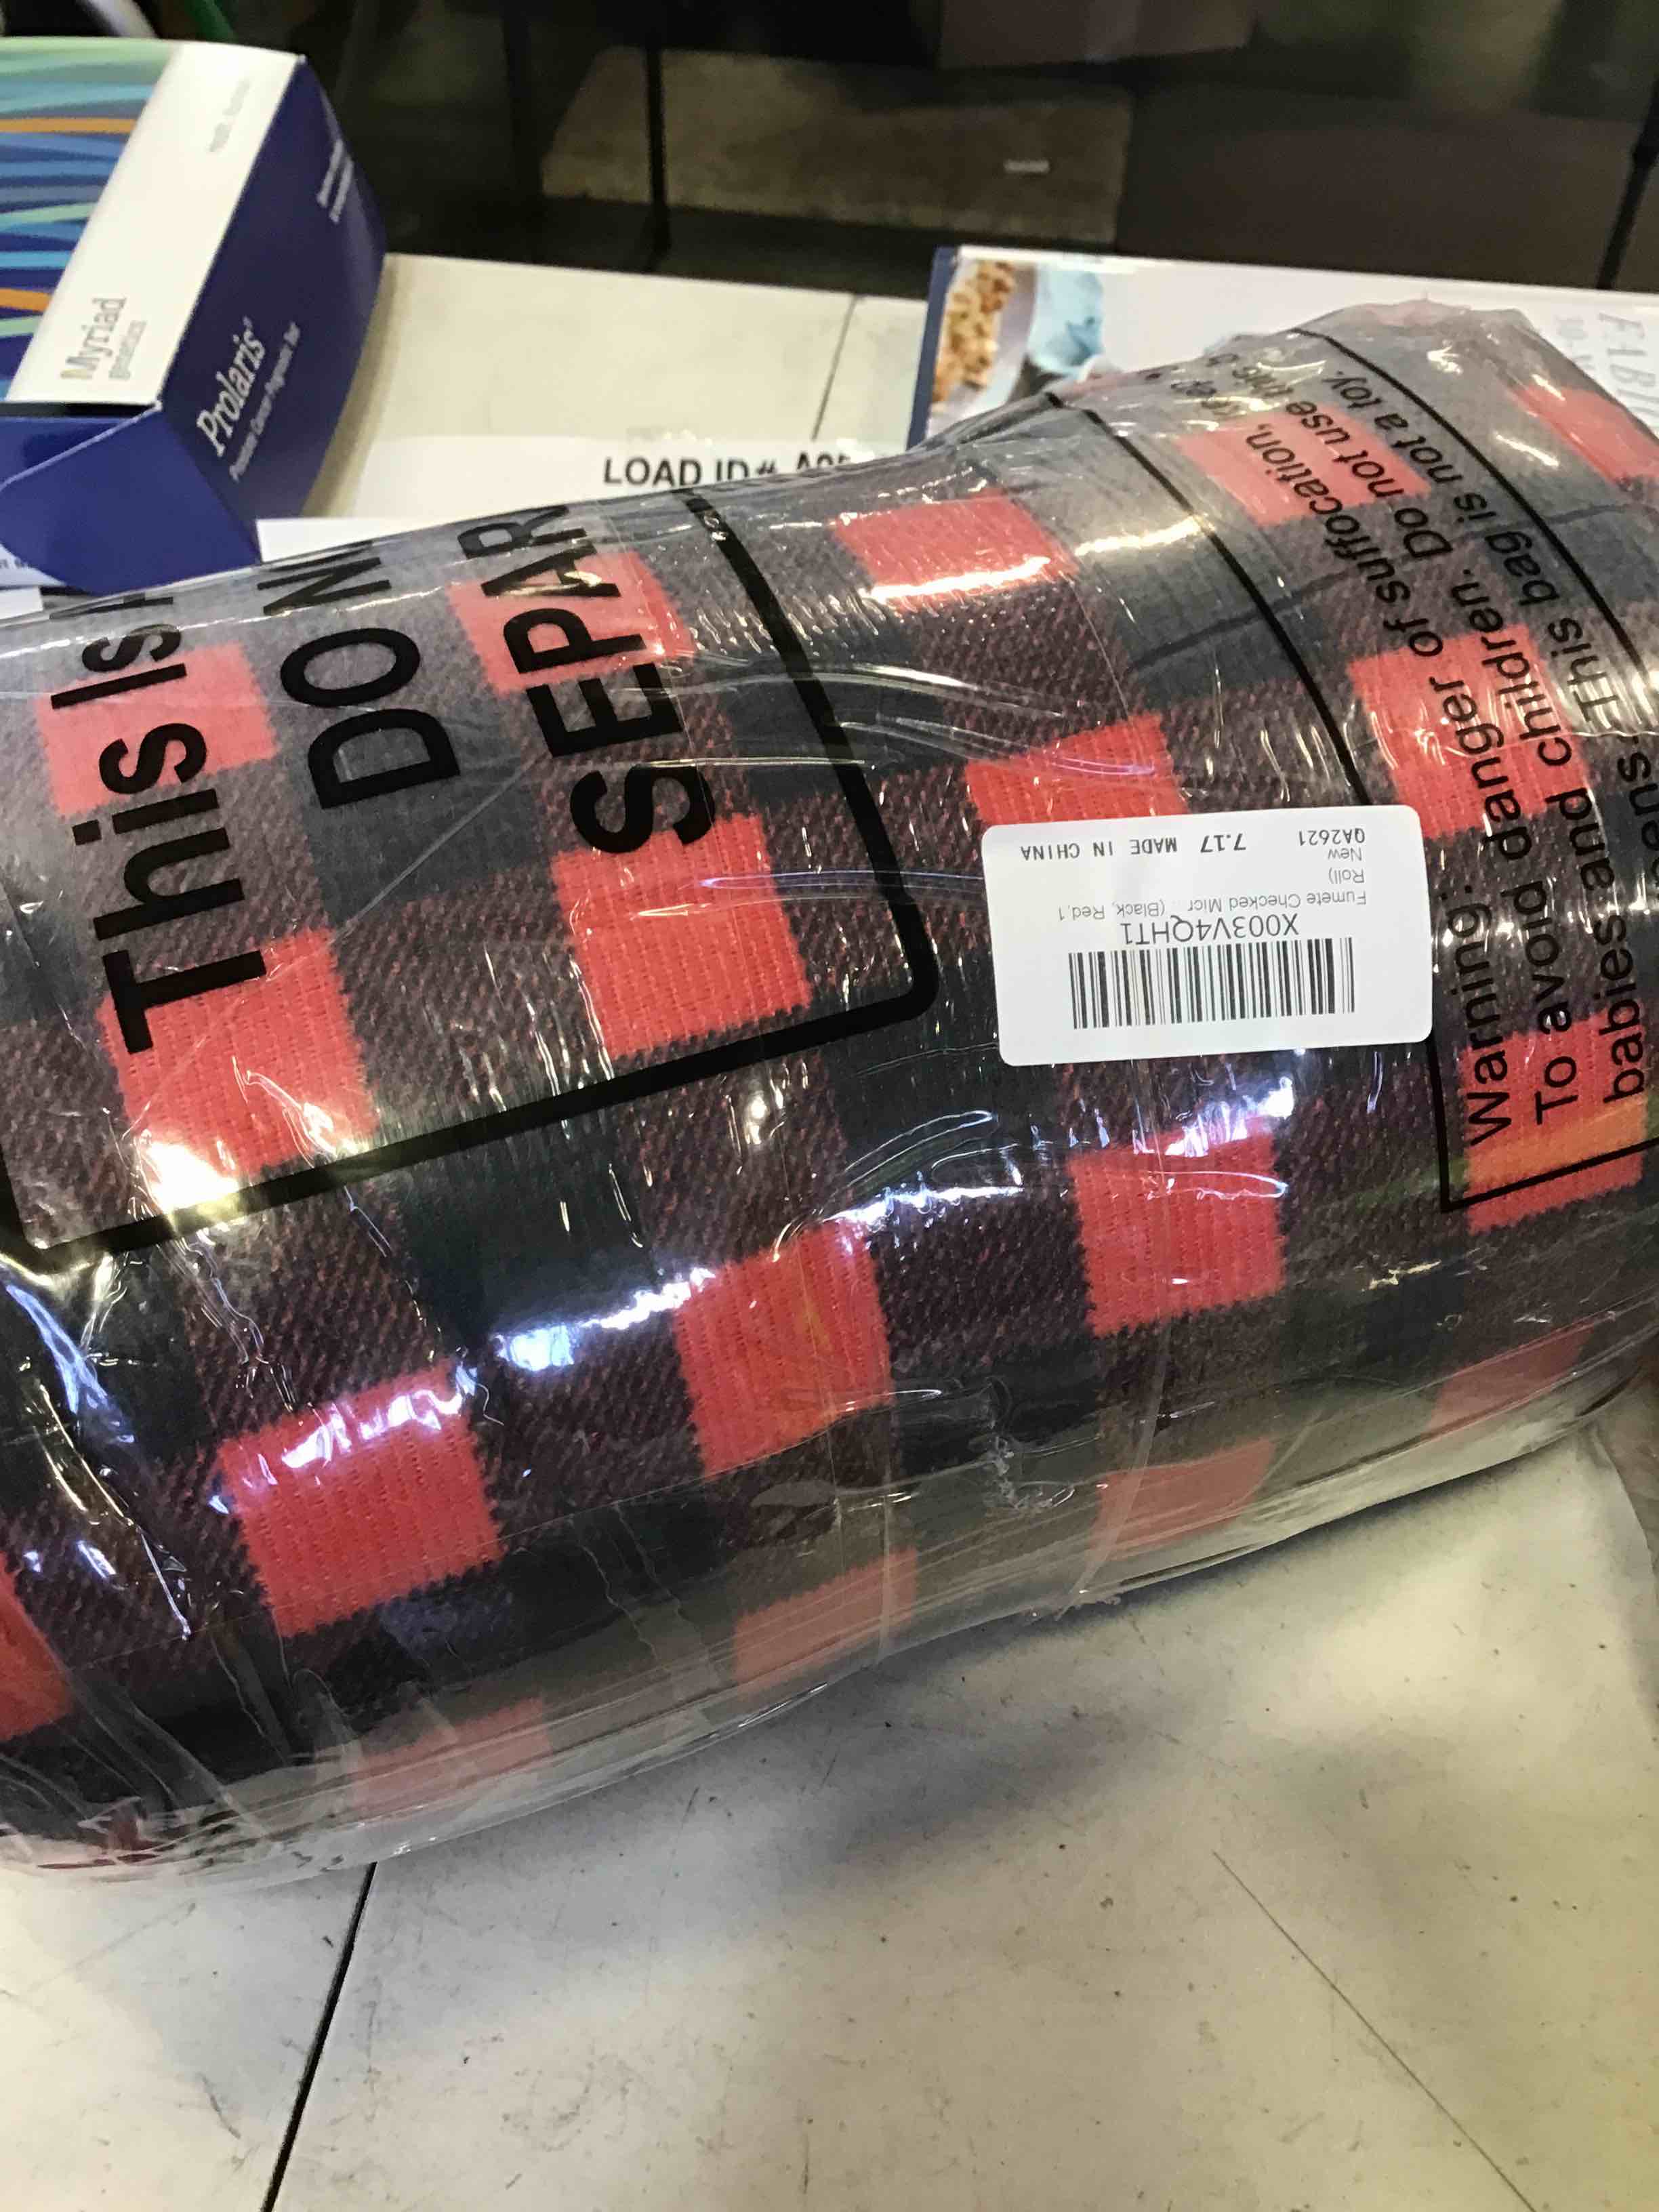 Myriad
genetics
Prolaris
LOAD ID#
This Is
DO N
SEPAR
X003V4QHT1
Fumete Checked Micr... (Black, Red,1
Roll)
New
QA2621 7.17 MADE IN CHINA
Warning:
To avoid danger of suffocation,
babies and children. Do not use this
This bag is not a toy.